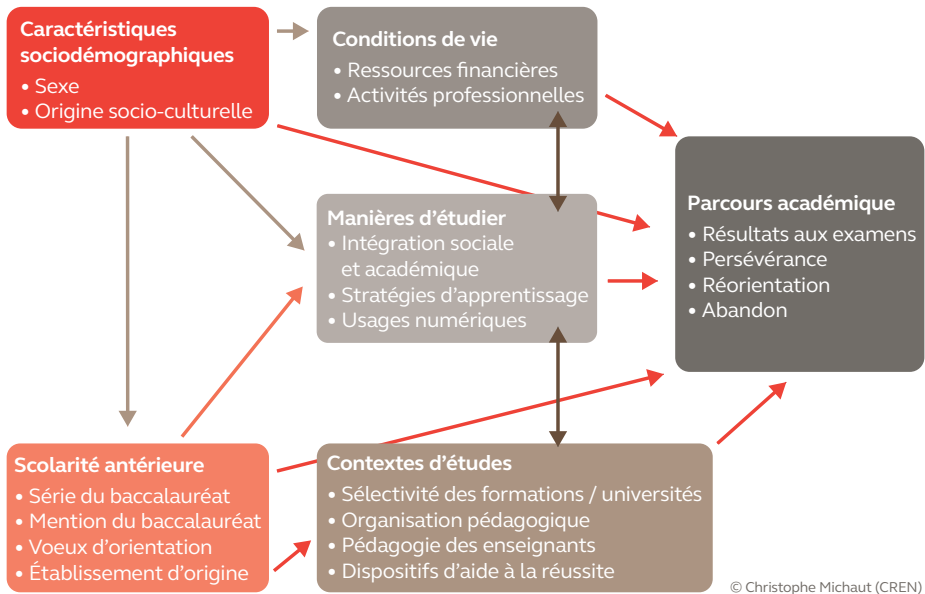 Caractéristiques
sociodémographiques
• Sexe
• Origine socio-culturelle
Conditions de vie
• Ressources financières
• Activités professionnelles
Manières d'étudier
• Intégration sociale
et académique
• Stratégies d'apprentissage
• Usages numériques
Parcours académique
• Résultats aux examens
• Persévérance
• Réorientation
• Abandon
Scolarité antérieure
• Série du baccalauréat
• Mention du baccalauréat
• Voeux d'orientation
• Établissement d'origine
Contextes d'études
• Sélectivité des formations / universités
• Organisation pédagogique
• Pédagogie des enseignants
• Dispositifs d'aide à la réussite
© Christophe Michaut (CREN)